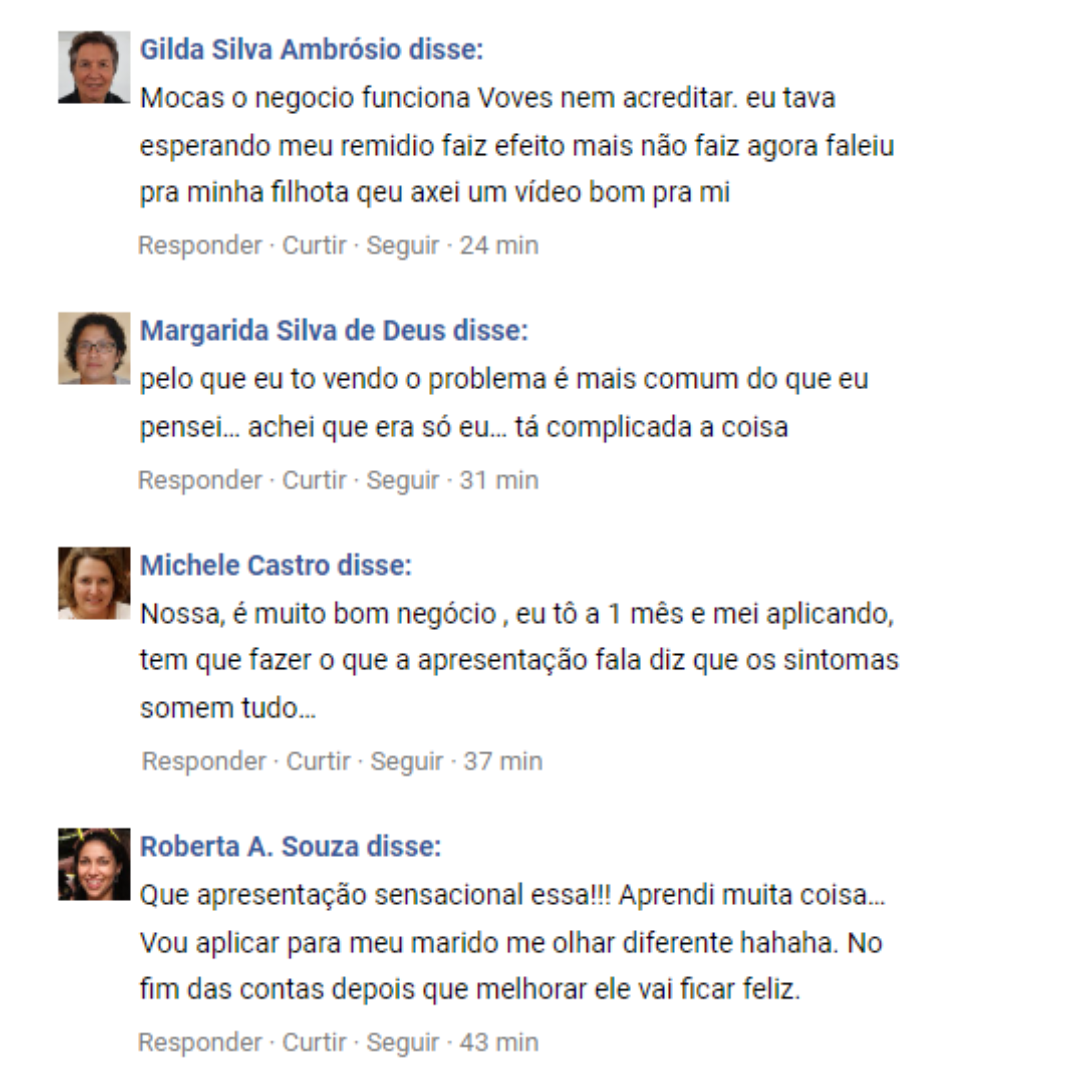 Gilda Silva Ambrósio disse:
Mocas o negocio funciona Voves nem acreditar. eu tava
esperando meu remidio faiz efeito mais não faiz agora faleiu
pra minha filhota qeu axei um vídeo bom pra mi
Responder · Curtir · Seguir · 24 min
Margarida Silva de Deus disse:
pelo que eu to vendo o problema é mais comum do que eu
pensei... achei que era só eu... tá complicada a coisa
Responder · Curtir · Seguir · 31 min
Michele Castro disse:
Nossa, é muito bom negócio , eu tô a 1 mês e mei aplicando,
tem que fazer o que a apresentação fala diz que os sintomas
somem tudo...
Responder · Curtir · Seguir · 37 min
Roberta A. Souza disse:
Que apresentação sensacional essa!!! Aprendi muita coisa...
Vou aplicar para meu marido me olhar diferente hahaha. No
fim das contas depois que melhorar ele vai ficar feliz.
Responder · Curtir · Seguir · 43 min